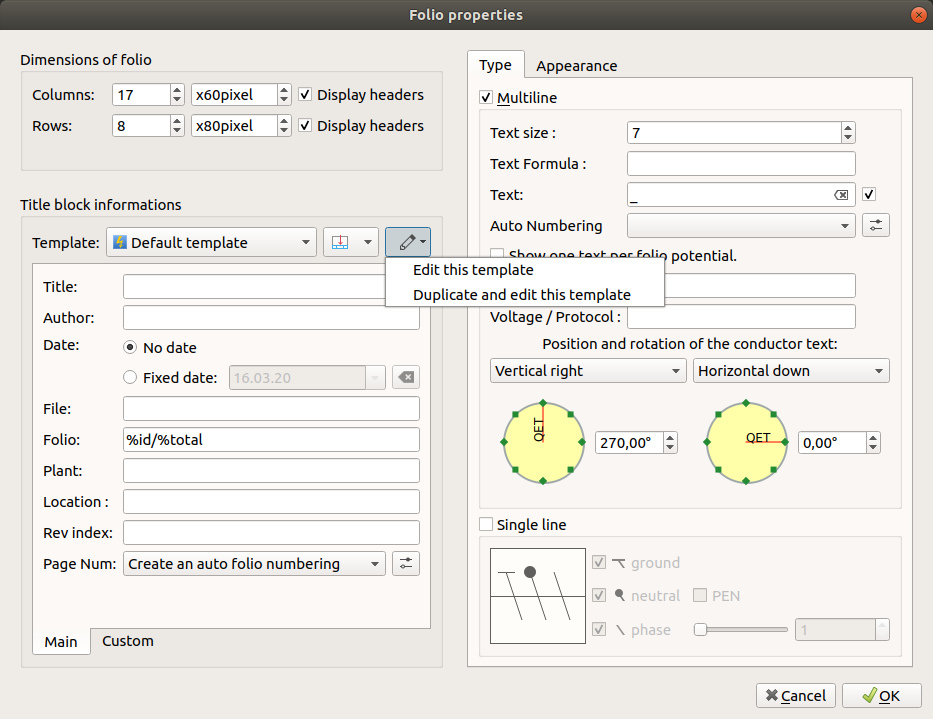 Folio properties
Dimensions of folio
Columns: 17 x60pixel Display headers
Rows: 8 x80pixel Display headers
Title block informations
Template: Default template
Edit this template
Duplicate and edit this template
Title:
Author:
Date: No date
Fixed date: 16.03.20
File:
Folio: %id/%total
Plant:
Location :
Rev index:
Page Num: Create an auto folio numbering
Main Custom
Type Appearance
Multiline
Text size : 7
Text Formula :
Text: _
Auto Numbering
Show one text per folio potential.
Voltage / Protocol :
Position and rotation of the conductor text:
Vertical right Horizontal down
QET 270,00° QET 0,00°
Single line
ground
neutral PEN
phase 1
Cancel OK